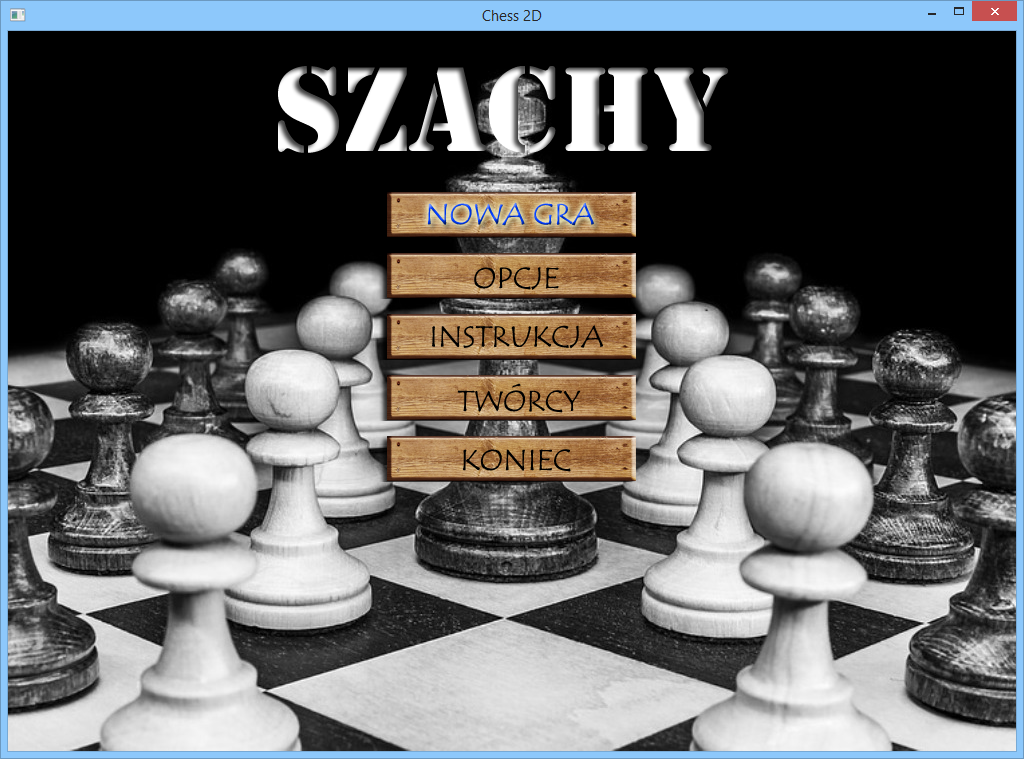 Chess 2D
SZACHY
NOWA GRA
OPCJE
INSTRUKCJA
TWÓRCY
KONIEC